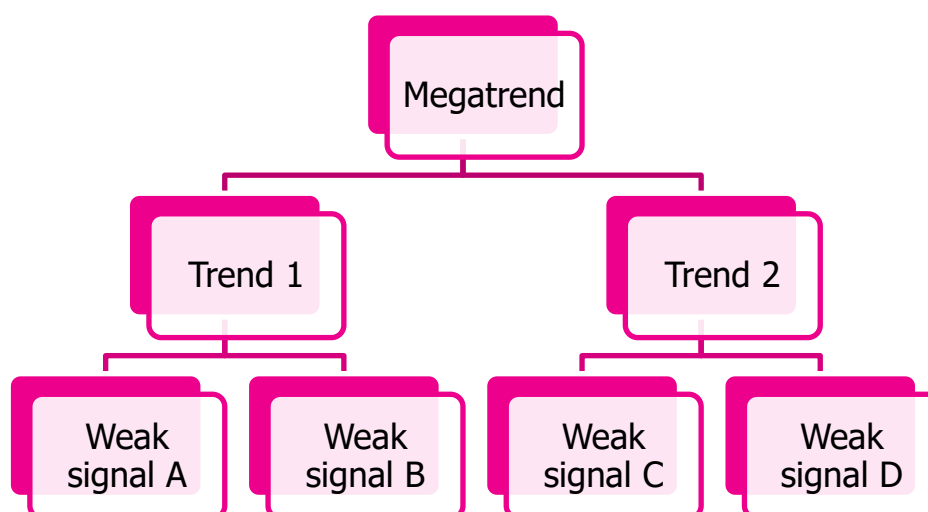 Megatrend
Trend 1
Trend 2
Weak
signal A
Weak
signal B
Weak
signal C
Weak
signal D